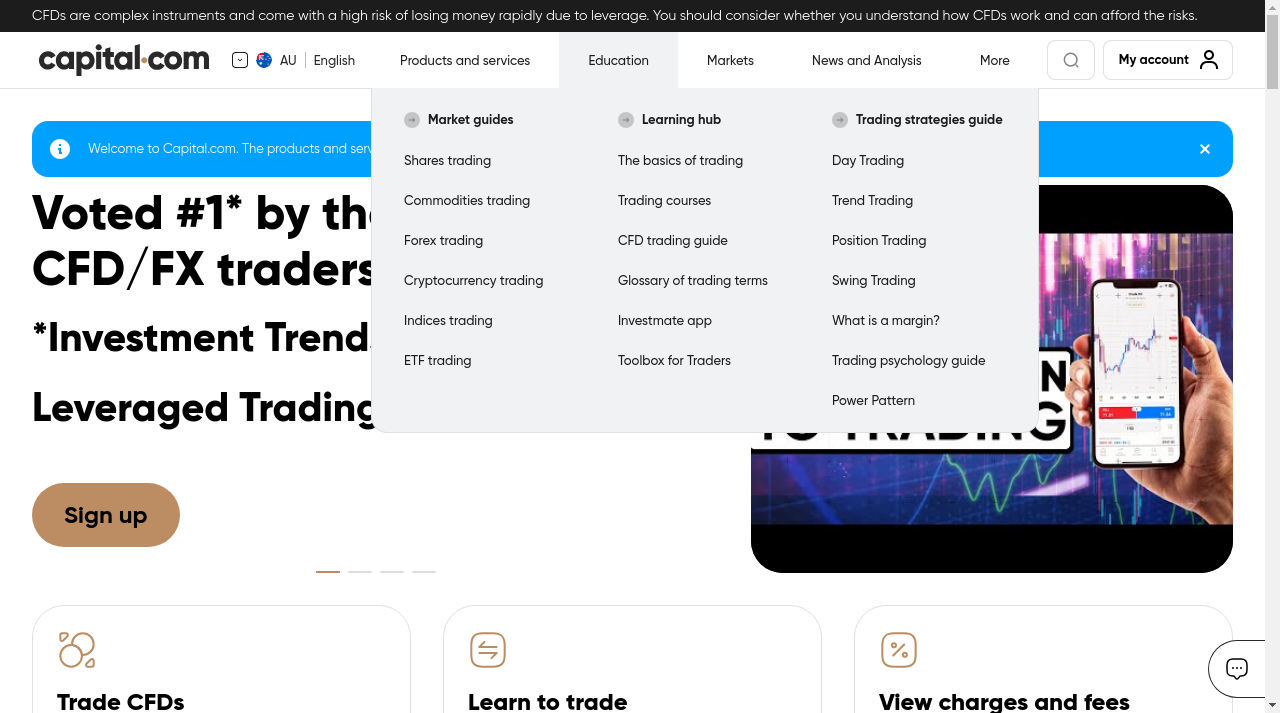 CFDs are complex instruments and come with a high risk of losing money rapidly due to leverage. You should consider whether you understand how CFDs work and can afford the risks.
capital.com
AU English
Products and services
Education
Markets
News and Analysis
More
My account
Market guides
Shares trading
Commodities trading
Forex trading
Cryptocurrency trading
Indices trading
ETF trading
Learning hub
The basics of trading
Trading courses
CFD trading guide
Glossary of trading terms
Investmate app
Toolbox for Traders
Trading strategies guide
Day Trading
Trend Trading
Position Trading
Swing Trading
What is a margin?
Trading psychology guide
Power Pattern
Welcome to Capital.com. The products and
Voted #1* by
CFD/FX traders
*Investment
Leveraged Trading
TO TRADING
Sign up
Trade CFDs
Learn to trade
View charges and fees